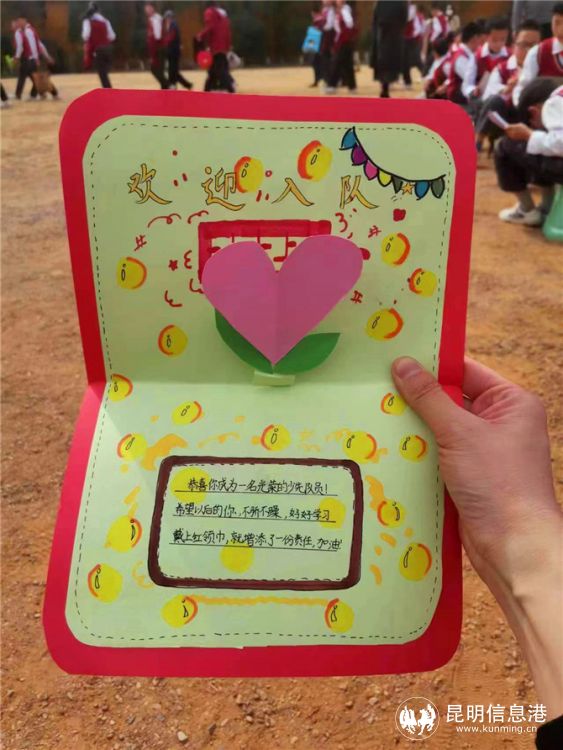 欢迎入队
恭喜你成为一名光荣的少先队员!
希望以后的你,不骄不躁,好好学习
戴上红领巾,就增添了一份责任,加油!
昆明信息港
www.kunming.cn